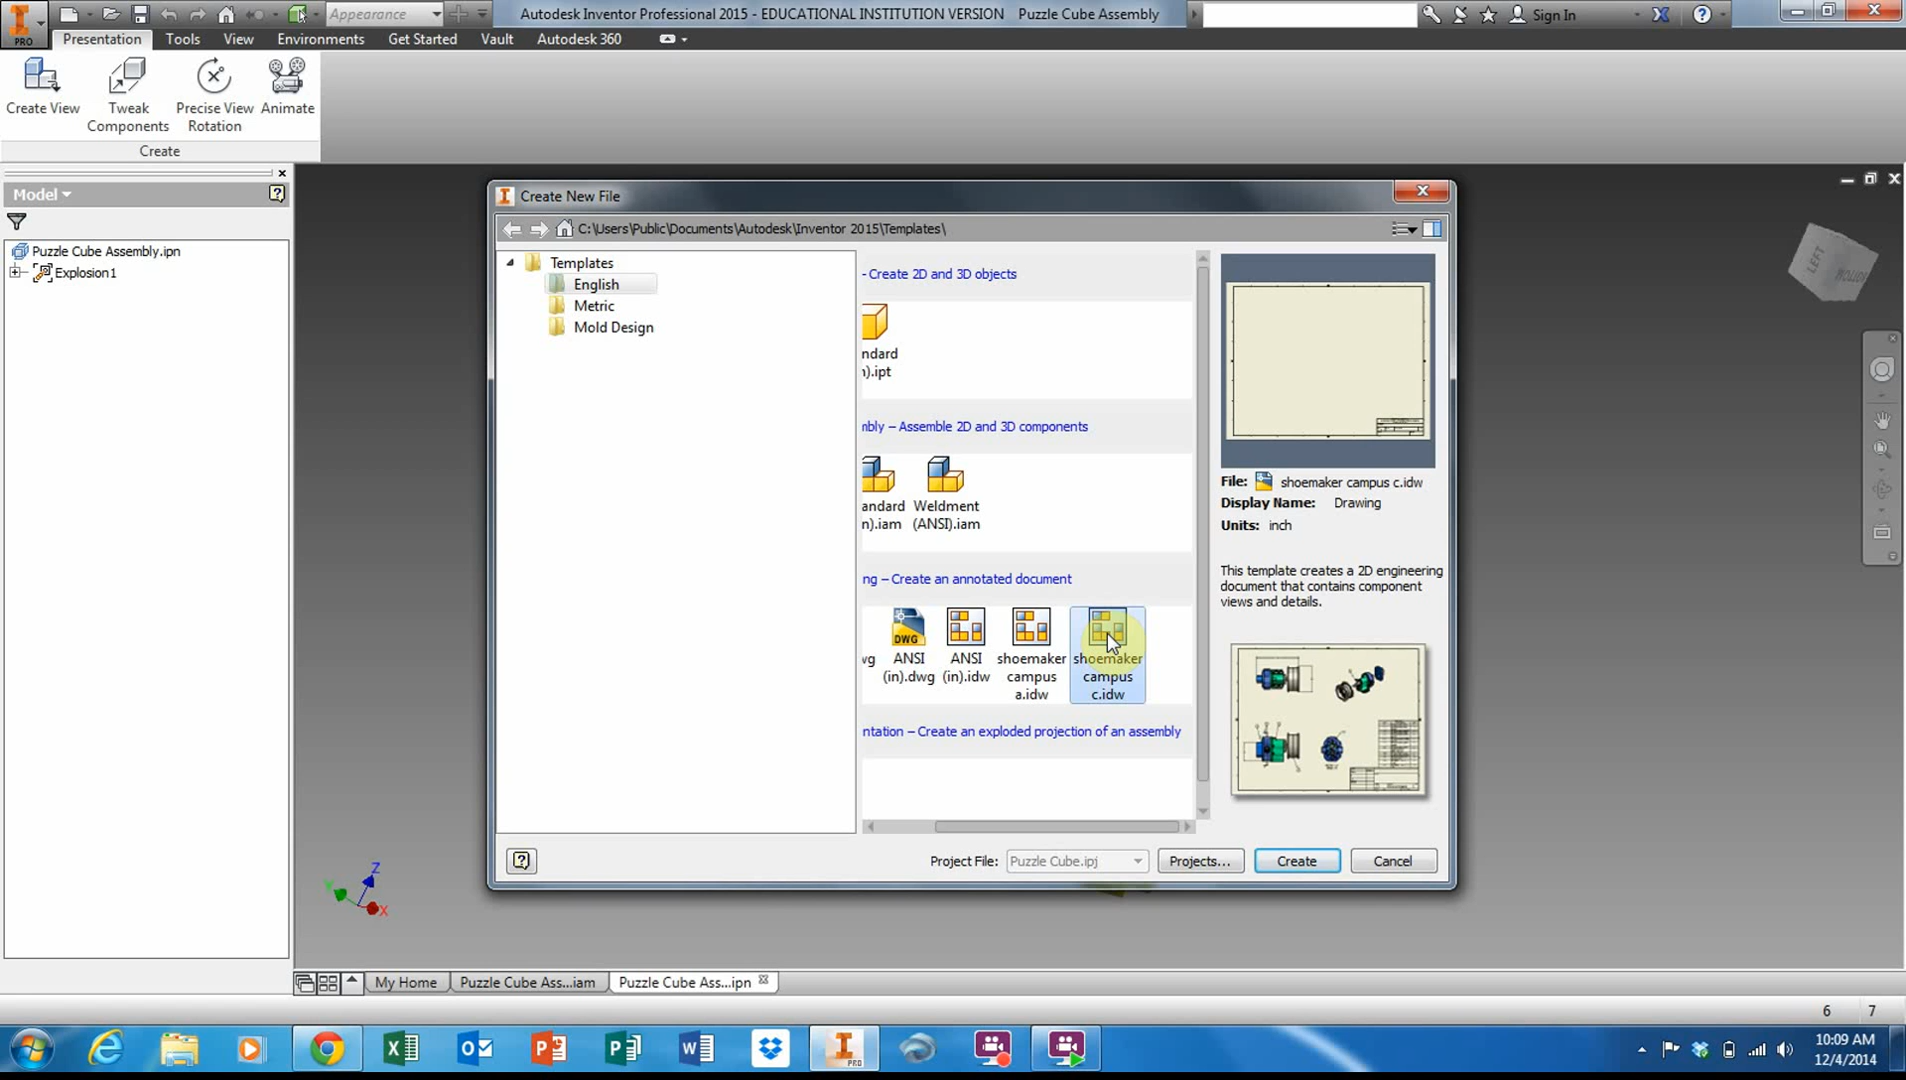 Appearance
Autodesk Inventor Professional 2015 - EDUCATIONAL INSTITUTION VERSION Puzzle Cube Assembly
Sign In
PRO
Presentation Tools View Environments Get Started Vault Autodesk 360
Create View
Tweak Components
Precise View Rotation
Animate
Create
Model
Puzzle Cube Assembly.ipn
Explosion1
Create New File
C:\Users\Public\Documents\Autodesk\Inventor 2015\Templates\
Templates
English
Metric
Mold Design
- Create 2D and 3D objects
ndard
).ipt
mbly – Assemble 2D and 3D components
andard
n).iam
Weldment
(ANSI).iam
ng – Create an annotated document
DWG
vg
ANSI
(in).dwg
ANSI
(in).idw
shoemaker
campus
a.idw
shoemaker
campus
c.idw
ntation – Create an exploded projection of an assembly
File: shoemaker campus c.idw
Display Name: Drawing
Units: inch
This template creates a 2D engineering
document that contains component
views and details.
Project File: Puzzle Cube.ipj
Projects...
Create
Cancel
LEFT
Z
X
My Home
Puzzle Cube Ass...iam
Puzzle Cube Ass...ipn
6 7
PRO
10:09 AM
12/4/2014